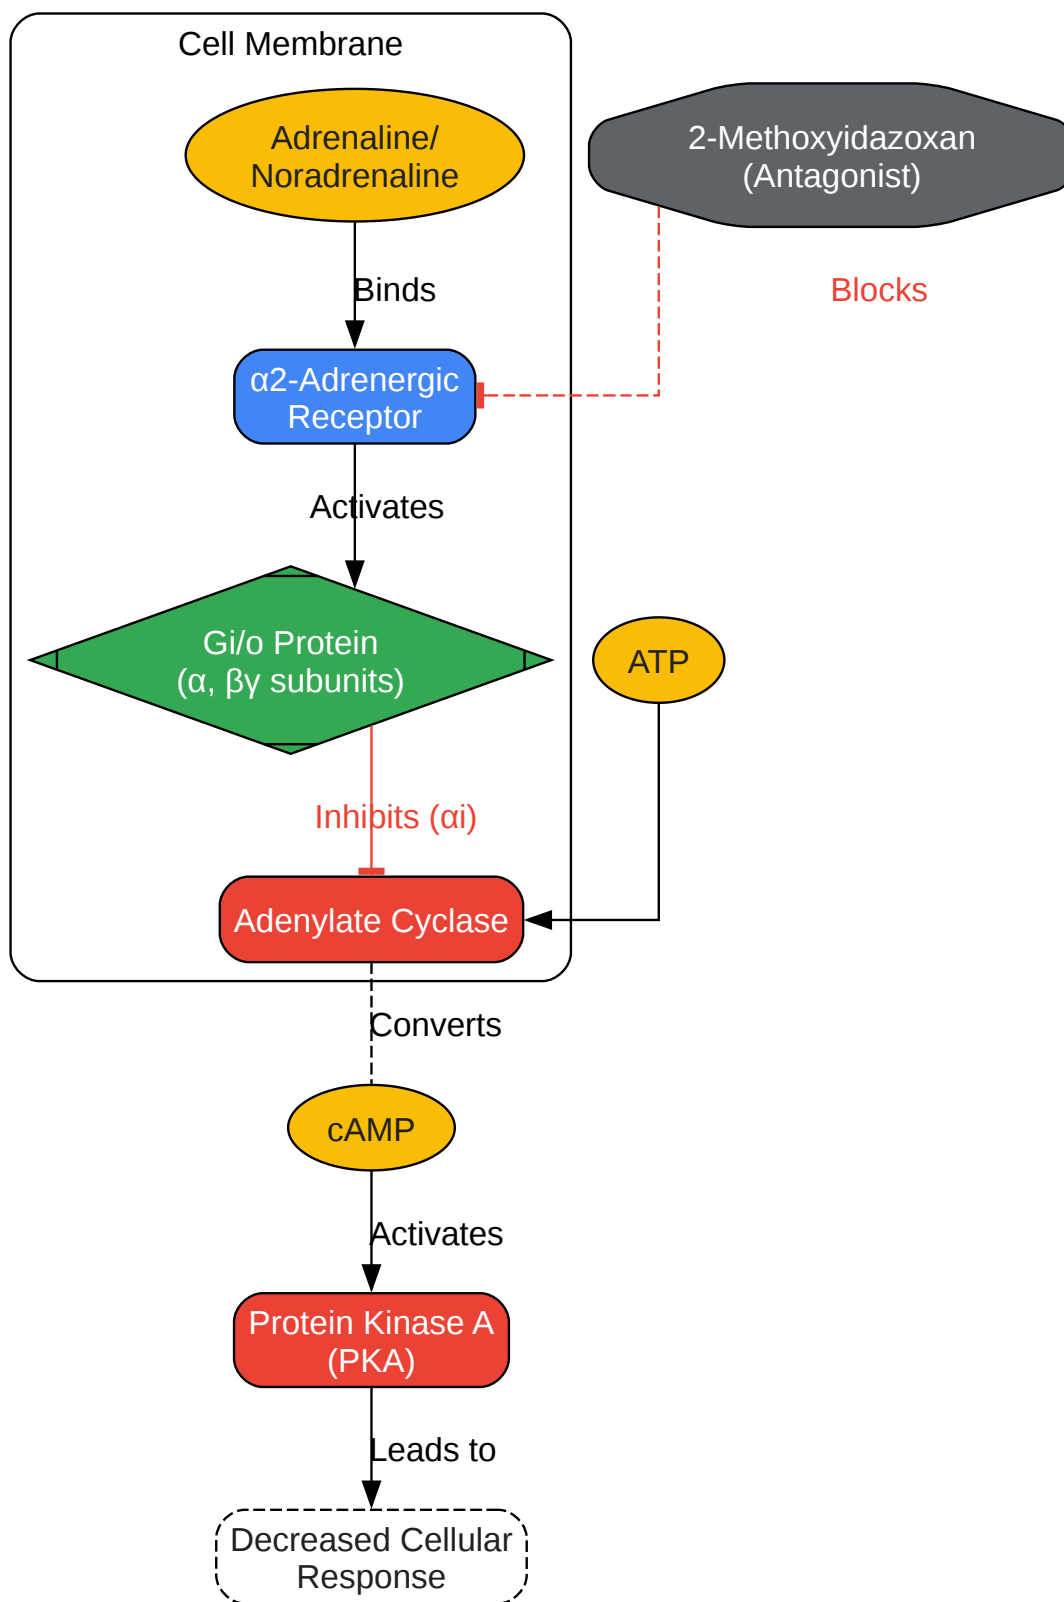 Cell Membrane
Adrenaline/
Noradrenaline
2-Methoxyidazoxan
(Antagonist)
Binds
Blocks
α2-Adrenergic
Receptor
Activates
Gi/o Protein
(α, βγ subunits)
ATP
Inhibits (αi)
Adenylate Cyclase
Converts
cAMP
Activates
Protein Kinase A
(PKA)
Leads to
Decreased Cellular
Response